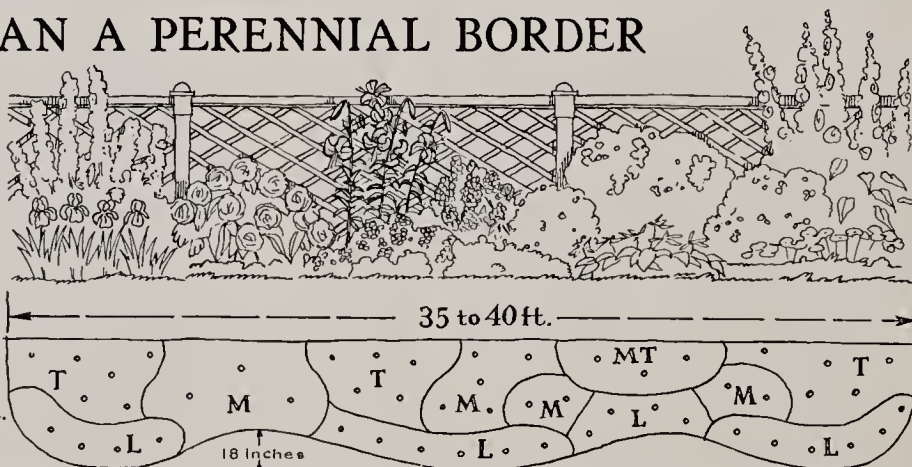 AN A PERENNIAL BORDER
35 to 40 ft.
T M T M M MT L M T
L 18 inches L L